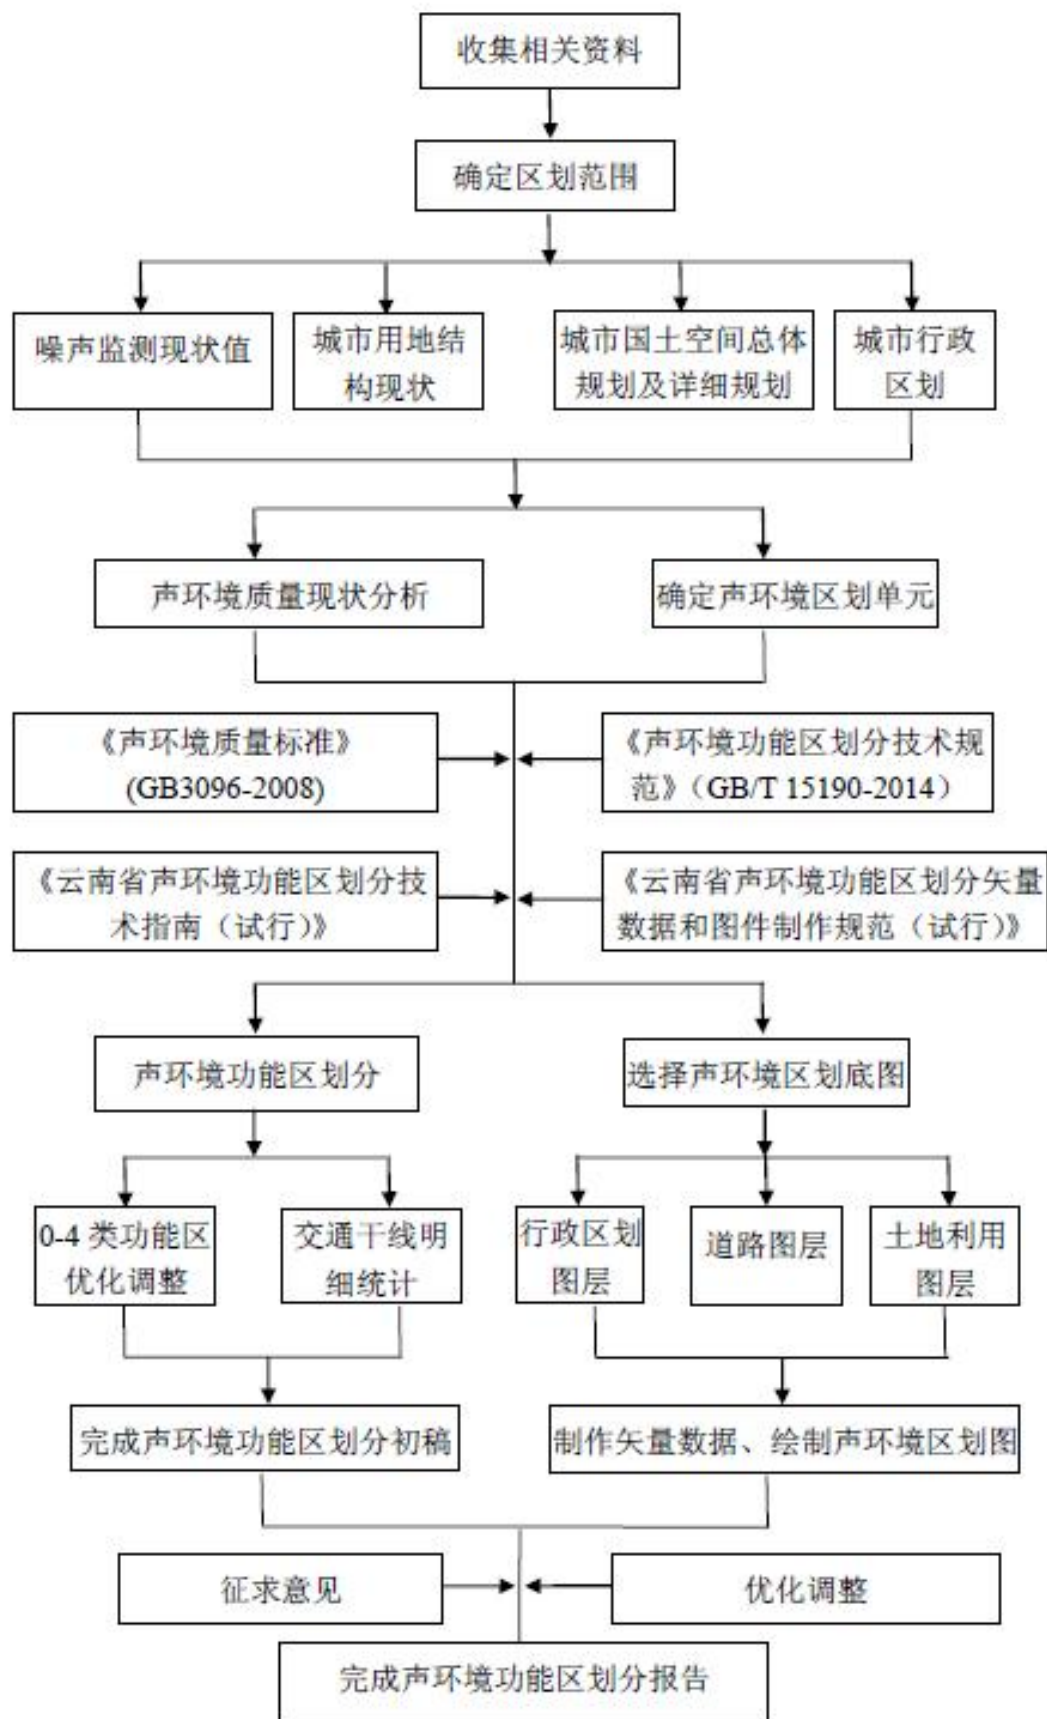 收集相关资料
确定区划范围
噪声监测现状值
城市用地结
构现状
城市国土空间总体
规划及详细规划
城市行政
区划
声环境质量现状分析
确定声环境区划单元
《声环境质量标准》
(GB3096-2008)
《声环境功能区划分技术规
范》（GB/T 15190-2014）
《云南省声环境功能区划分技
术指南（试行）》
《云南省声环境功能区划分矢量
数据和图件制作规范（试行）》
声环境功能区划分
选择声环境区划底图
0-4 类功能区
优化调整
交通干线明
细统计
行政区划
图层
道路图层
土地利用
图层
完成声环境功能区划分初稿
制作矢量数据、绘制声环境区划图
征求意见
优化调整
完成声环境功能区划分报告